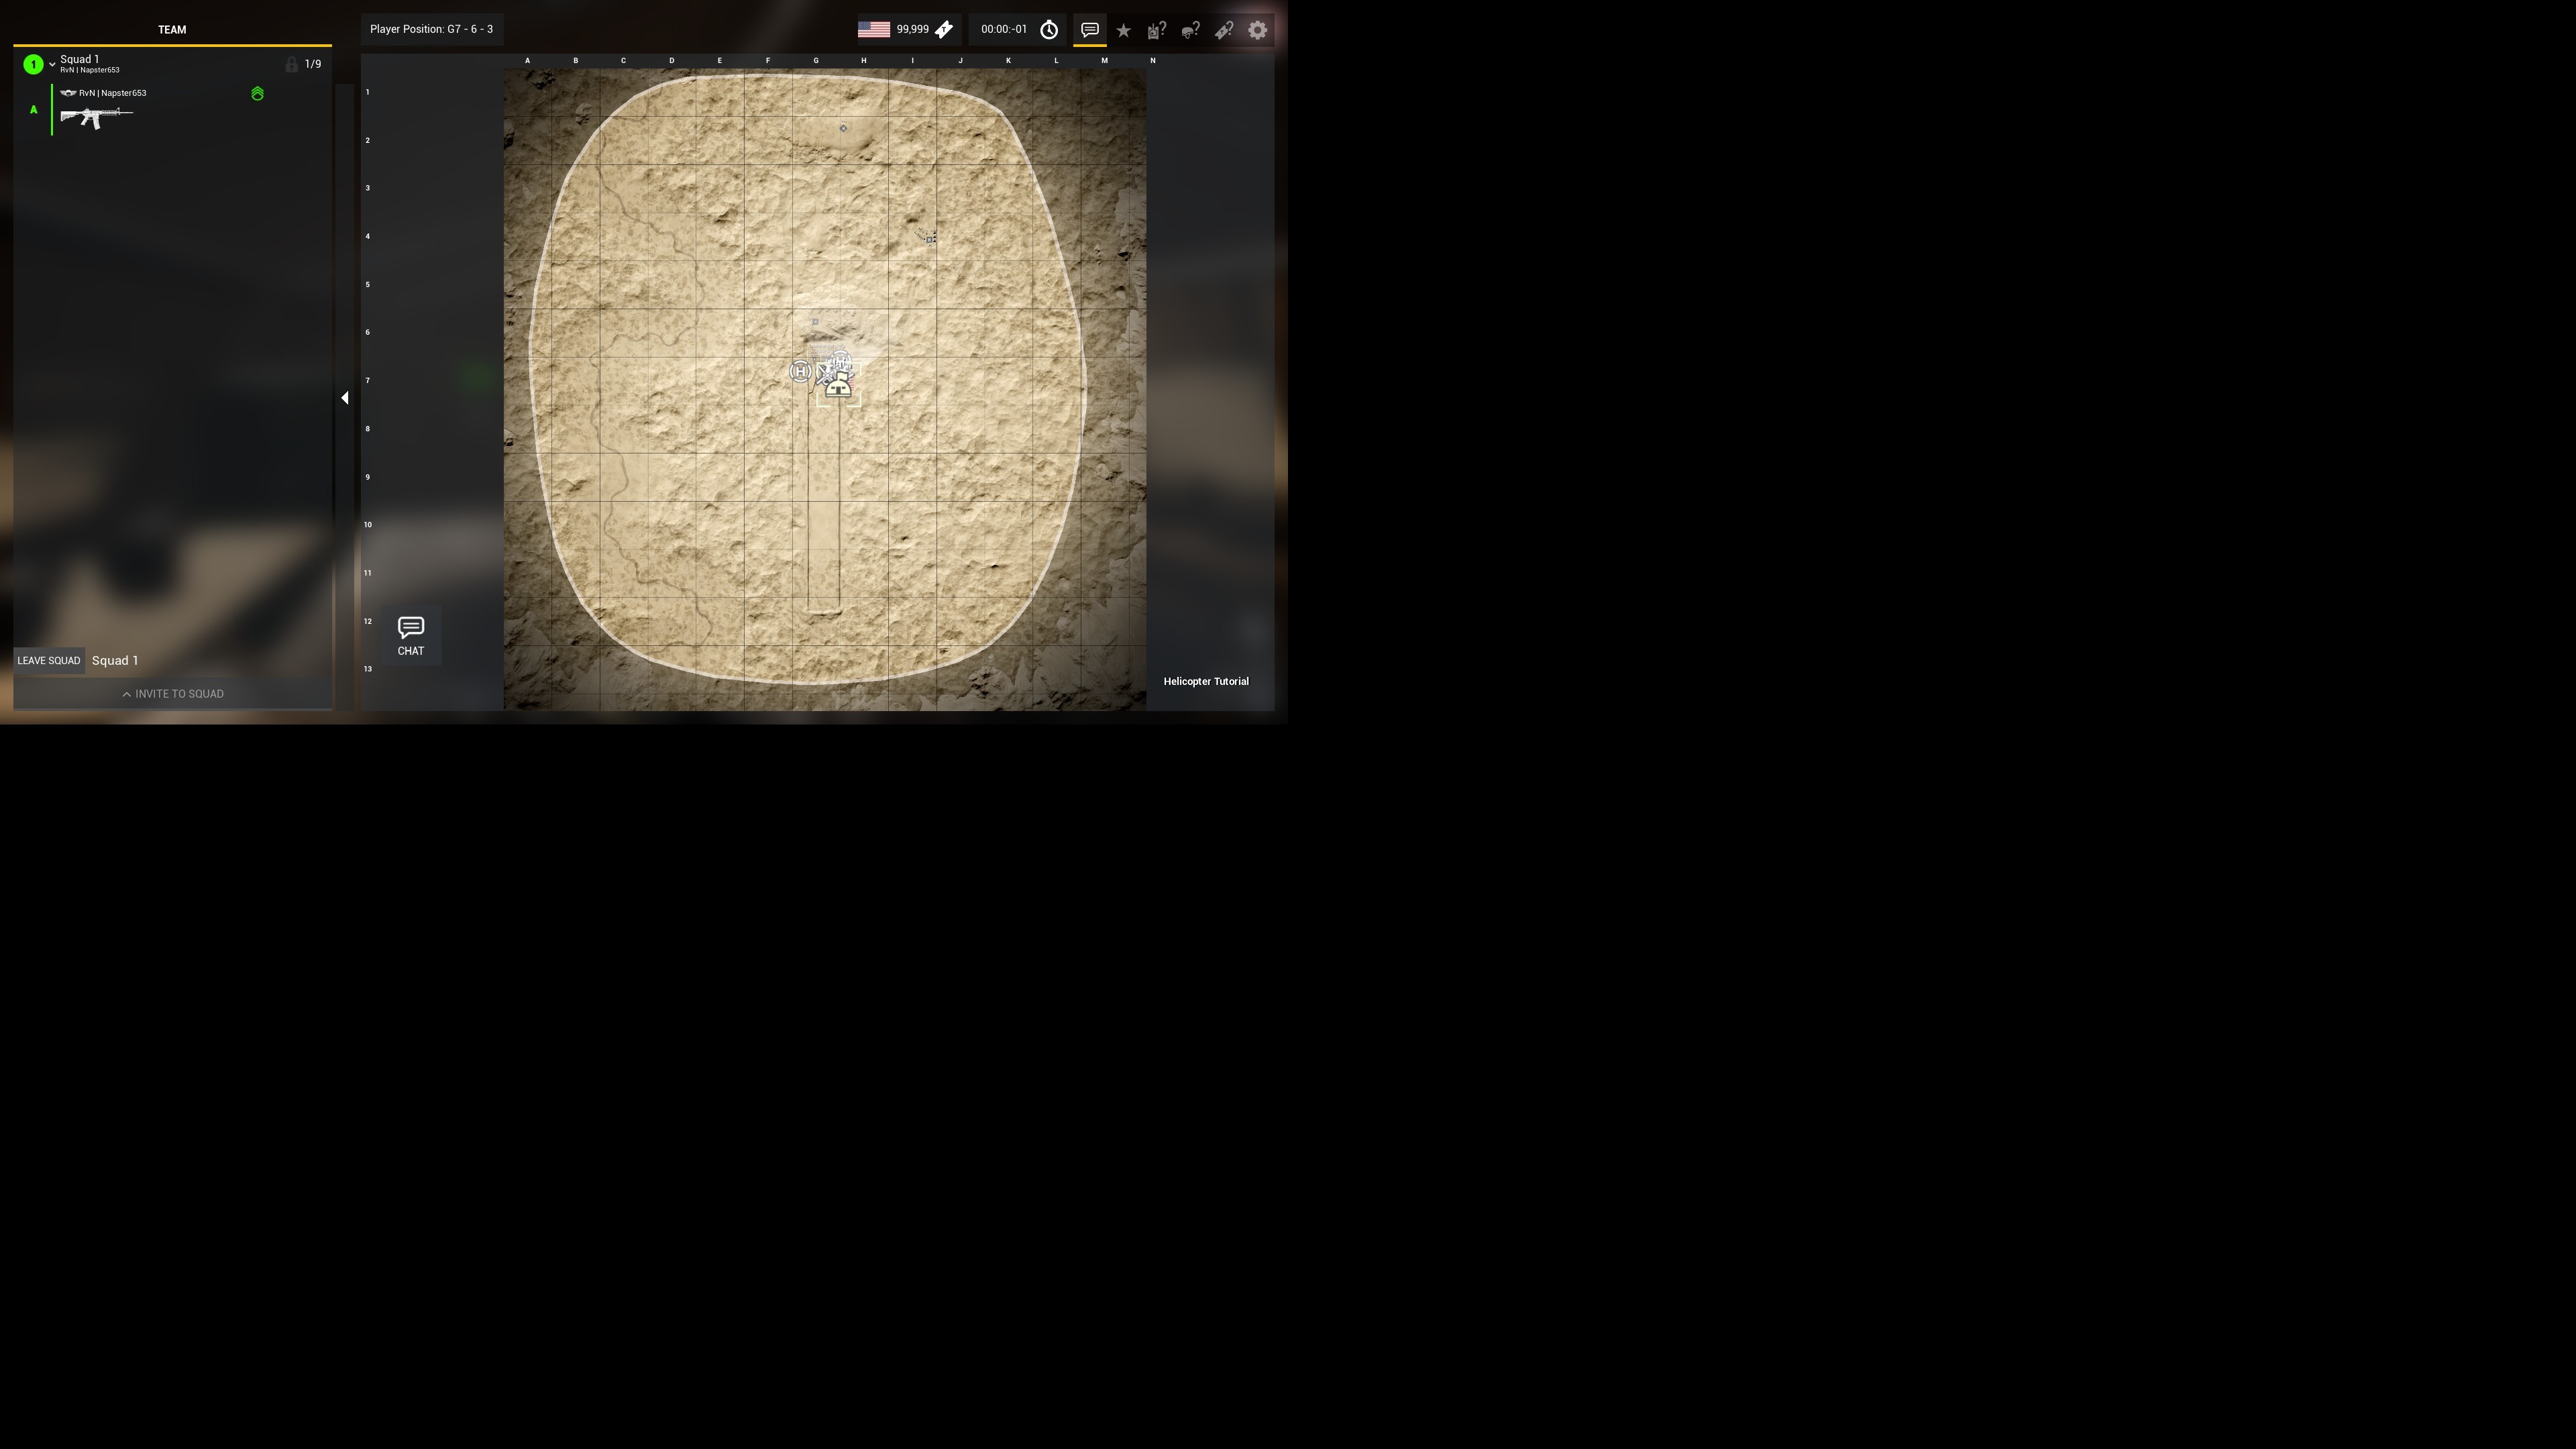 TEAM
Player Position: G7 - 6 - 3
99,999
00:00:-01
1
Squad 1
RvN | Napster653
1/9
A
RvN | Napster653
A B C D E F G H I J K L M N
1
2
3
4
5
6
7
8
9
10
11
12
13
H
H
CHAT
Helicopter Tutorial
LEAVE SQUAD
Squad 1
INVITE TO SQUAD